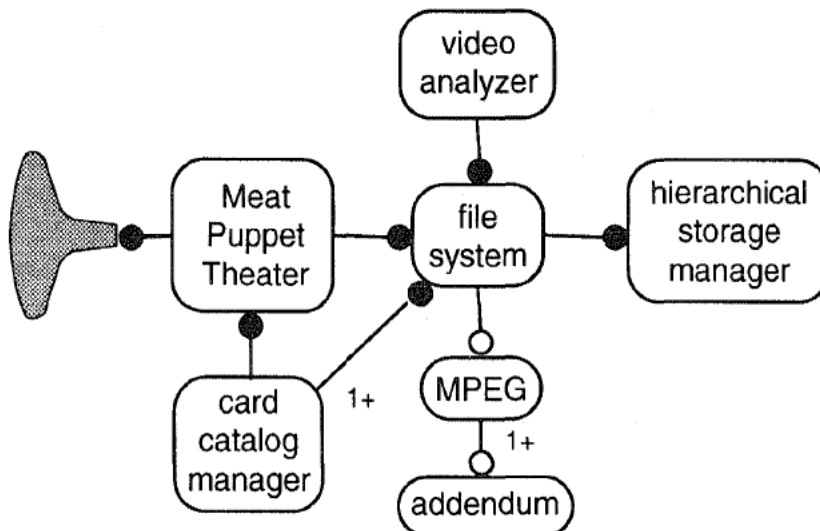 video
analyzer
Meat
Puppet
Theater
file
system
hierarchical
storage
manager
card
catalog
manager
1+
MPEG
1+
addendum